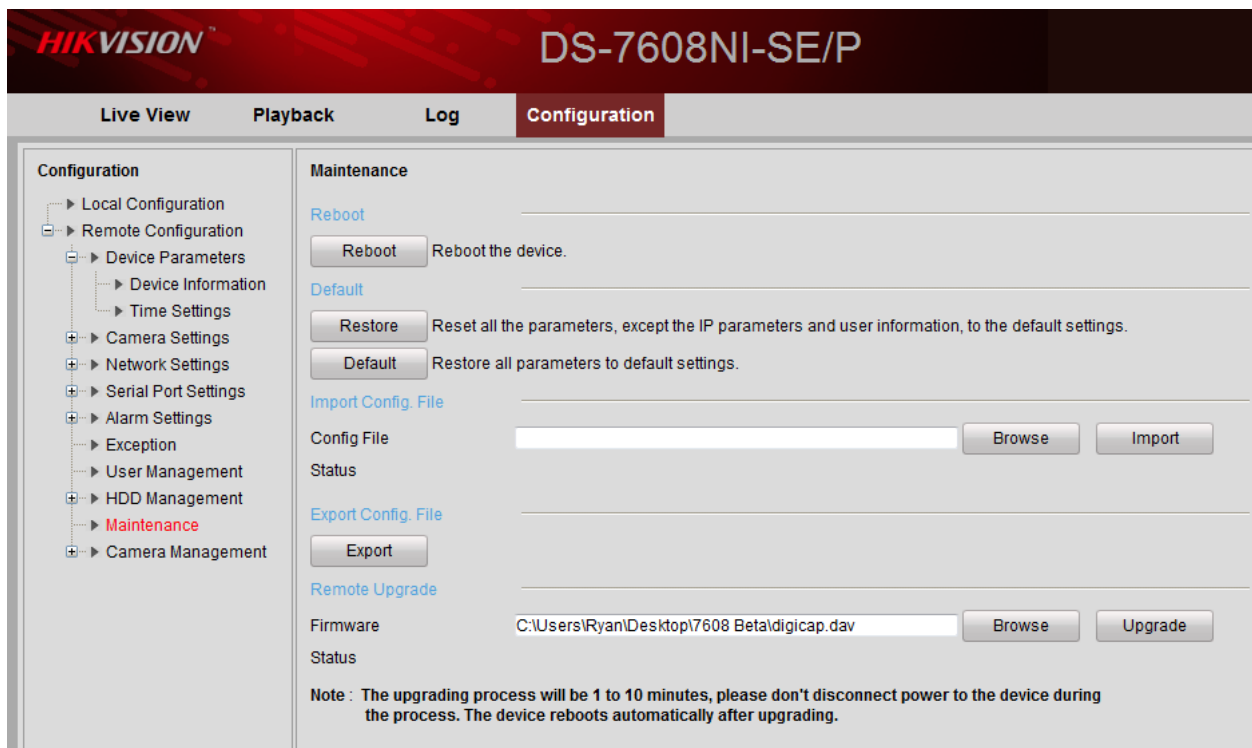 HIKVISION™
DS-7608NI-SE/P
Live View Playback Log Configuration
Configuration
Local Configuration
Remote Configuration
Device Parameters
Device Information
Time Settings
Camera Settings
Network Settings
Serial Port Settings
Alarm Settings
Exception
User Management
HDD Management
Maintenance
Camera Management
Maintenance
Reboot
Reboot Reboot the device.
Default
Restore Reset all the parameters, except the IP parameters and user information, to the default settings.
Default Restore all parameters to default settings.
Import Config. File
Config File Browse Import
Status
Export Config. File
Export
Remote Upgrade
Firmware C:\Users\Ryan\Desktop\7608 Beta\digicap.dav Browse Upgrade
Status
Note : The upgrading process will be 1 to 10 minutes, please don't disconnect power to the device during
the process. The device reboots automatically after upgrading.